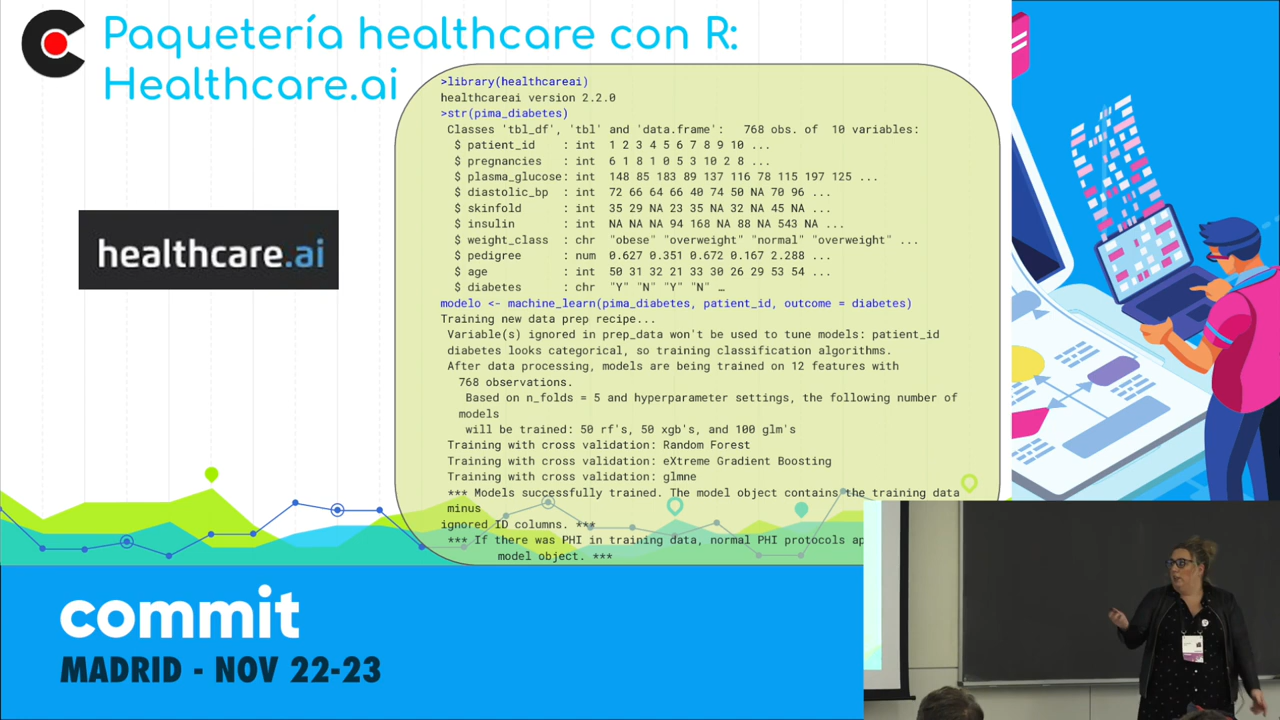 Paquetería healthcare con R:
Healthcare.ai
healthcare.ai
>library(healthcareai)
healthcareai version 2.2.0
>str(pima_diabetes)
Classes 'tbl_df', 'tbl' and 'data.frame':   768 obs. of  10 variables:
$ patient_id    : int  1 2 3 4 5 6 7 8 9 10 ...
$ pregnancies   : int  6 1 8 1 0 5 3 10 2 8 ...
$ plasma_glucose: int  148 85 183 89 137 116 78 115 197 125 ...
$ diastolic_bp  : int  72 66 64 66 40 74 50 NA 70 96 ...
$ skinfold      : int  35 29 NA 23 35 NA 32 NA 45 NA ...
$ insulin       : int  NA NA NA 94 168 NA 88 NA 543 NA ...
$ weight_class  : chr  "obese" "overweight" "normal" "overweight" ...
$ pedigree      : num  0.627 0.351 0.672 0.167 2.288 ...
$ age           : int  50 31 32 21 33 30 26 29 53 54 ...
$ diabetes      : chr  "Y" "N" "Y" "N" …
modelo <- machine_learn(pima_diabetes, patient_id, outcome = diabetes)
Training new data prep recipe...
Variable(s) ignored in prep_data won't be used to tune models: patient_id
diabetes looks categorical, so training classification algorithms.
After data processing, models are being trained on 12 features with
768 observations.
Based on n_folds = 5 and hyperparameter settings, the following number of
models
will be trained: 50 rf's, 50 xgb's, and 100 glm's
Training with cross validation: Random Forest
Training with cross validation: eXtreme Gradient Boosting
Training with cross validation: glmne
*** Models successfully trained. The model object contains the training data
minus
ignored ID columns. ***
*** If there was PHI in training data, normal PHI protocols ap
model object. ***
commit
MADRID - NOV 22-23